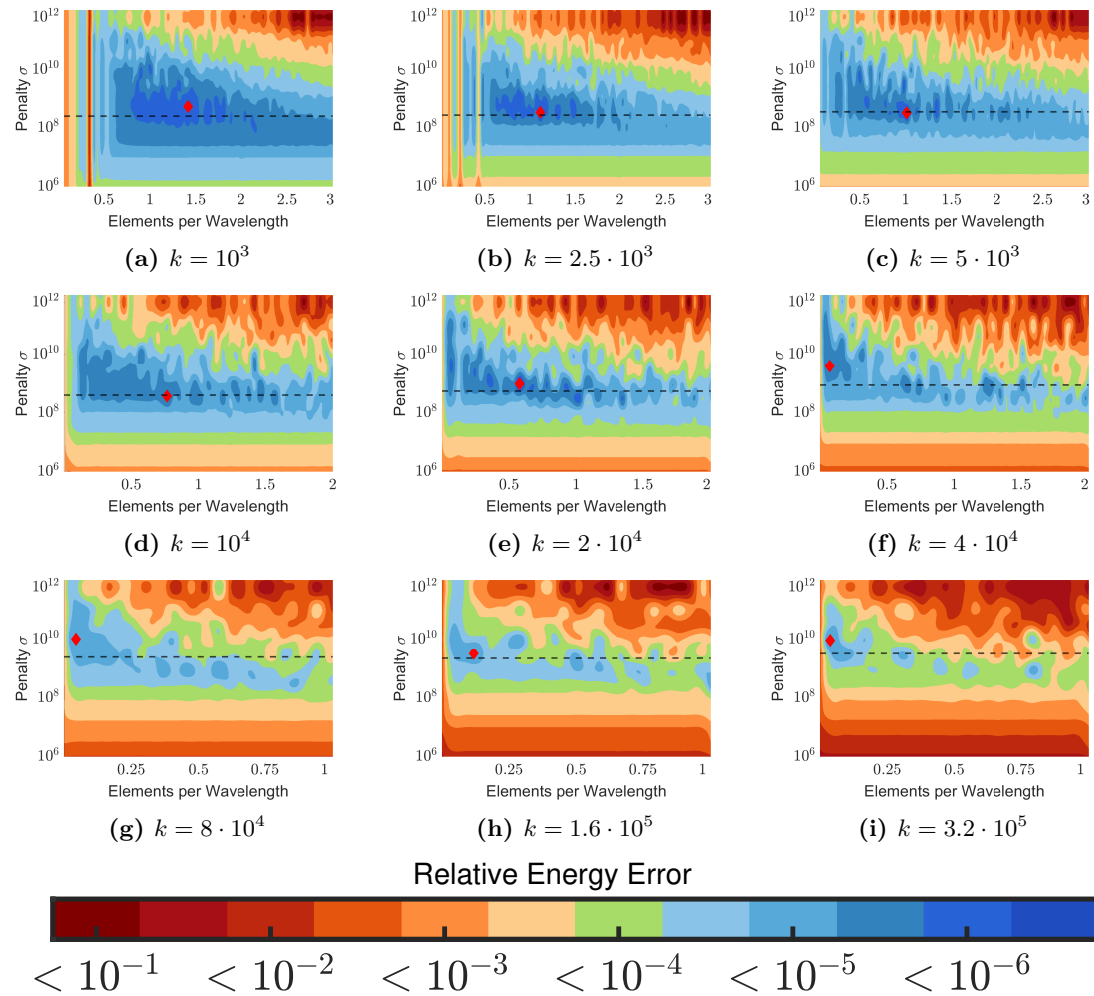 10^12
10^10
10^8
10^6
Penalty σ
0.5 1 1.5 2 2.5 3
Elements per Wavelength
(a) k = 10^3
10^12
10^10
10^8
10^6
Penalty σ
0.5 1 1.5 2 2.5 3
Elements per Wavelength
(b) k = 2.5 · 10^3
10^12
10^10
10^8
10^6
Penalty σ
0.5 1 1.5 2 2.5 3
Elements per Wavelength
(c) k = 5 · 10^3
10^12
10^10
10^8
10^6
Penalty σ
0.5 1 1.5 2
Elements per Wavelength
(d) k = 10^4
10^12
10^10
10^8
10^6
Penalty σ
0.5 1 1.5 2
Elements per Wavelength
(e) k = 2 · 10^4
10^12
10^10
10^8
10^6
Penalty σ
0.5 1 1.5 2
Elements per Wavelength
(f) k = 4 · 10^4
10^12
10^10
10^8
10^6
Penalty σ
0.25 0.5 0.75 1
Elements per Wavelength
(g) k = 8 · 10^4
10^12
10^10
10^8
10^6
Penalty σ
0.25 0.5 0.75 1
Elements per Wavelength
(h) k = 1.6 · 10^5
10^12
10^10
10^8
10^6
Penalty σ
0.25 0.5 0.75 1
Elements per Wavelength
(i) k = 3.2 · 10^5
Relative Energy Error
< 10^−1 < 10^−2 < 10^−3 < 10^−4 < 10^−5 < 10^−6